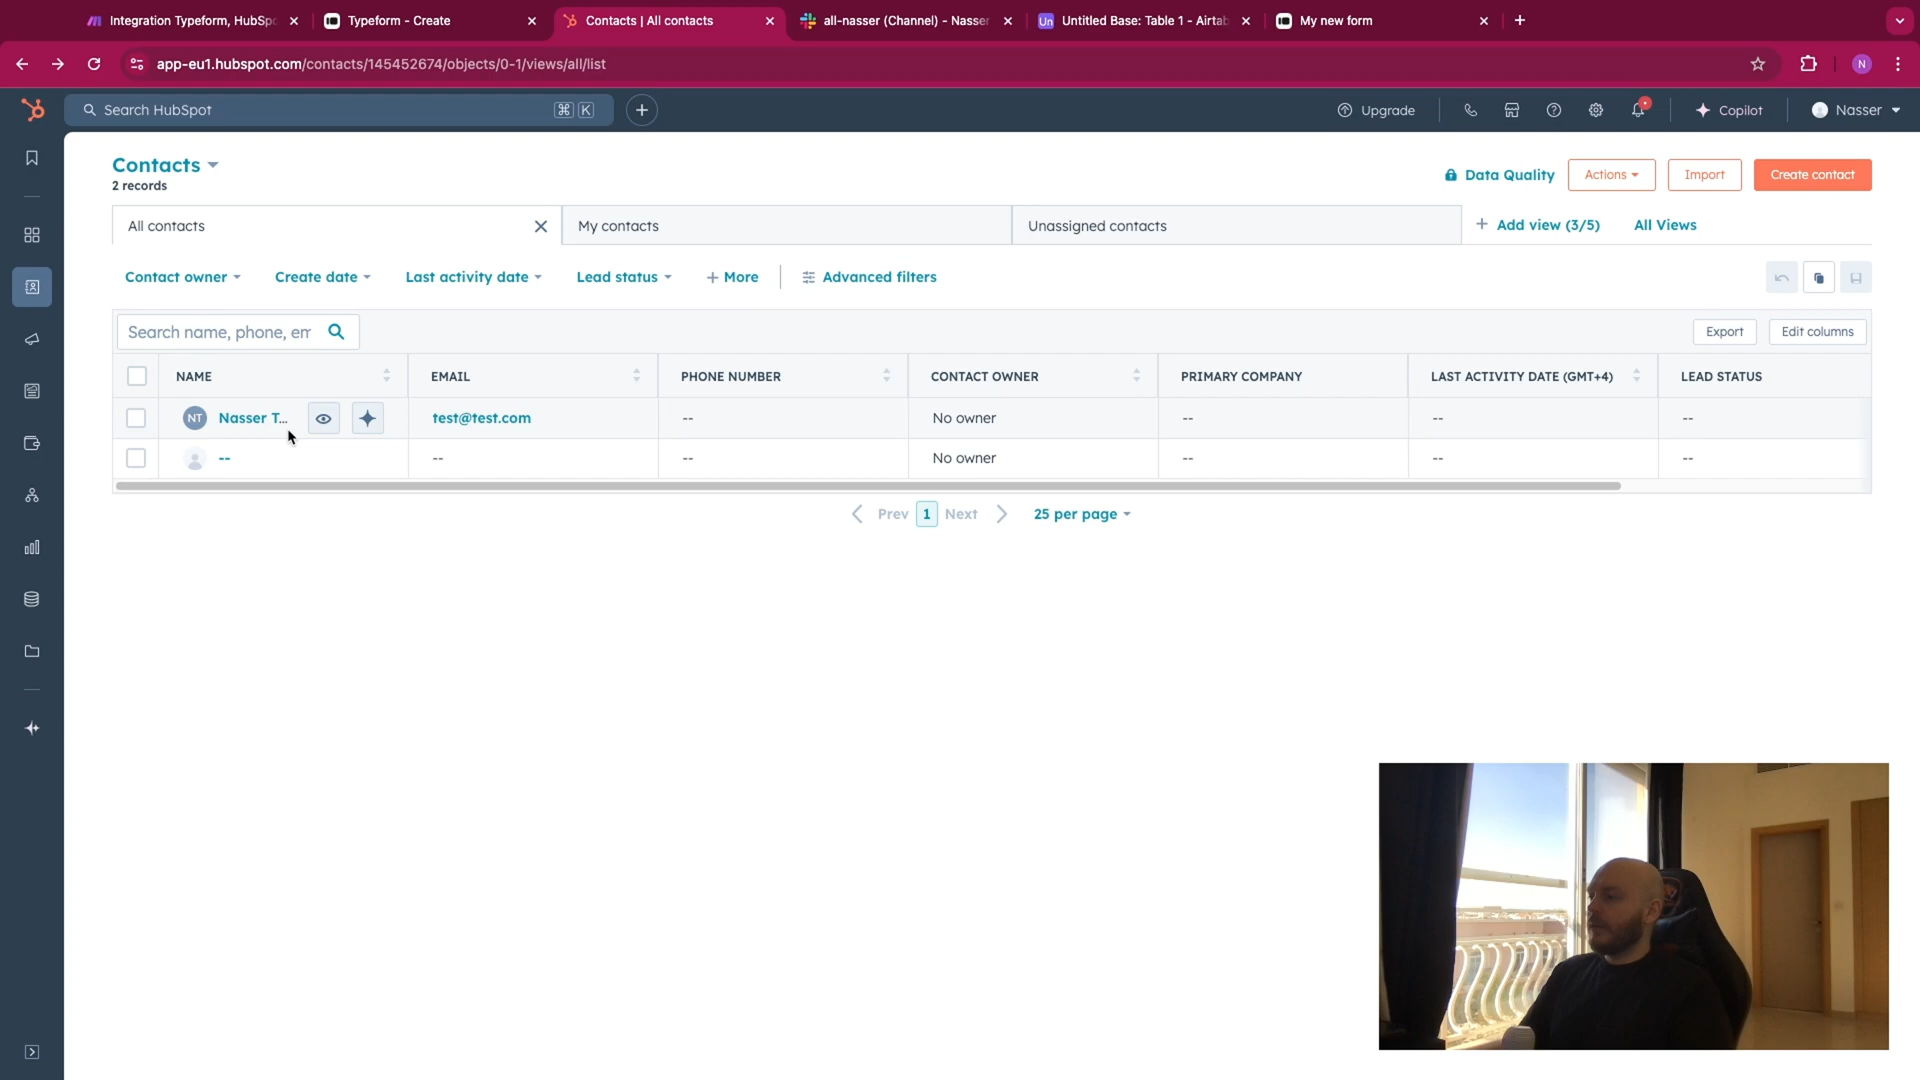 Integration Typeform, HubSpo
Typeform - Create
Contacts | All contacts
all-nasser (Channel) - Nasser
Un
Untitled Base: Table 1 - Airtab
My new form
app-eu1.hubspot.com/contacts/145452674/objects/0-1/views/all/list
N
Search HubSpot
⌘ K
Upgrade
Copilot
Nasser
Contacts
2 records
Data Quality
Actions
Import
Create contact
All contacts
My contacts
Unassigned contacts
+ Add view (3/5)
All Views
Contact owner
Create date
Last activity date
Lead status
+ More
Advanced filters
Search name, phone, em
Export
Edit columns
NAME
EMAIL
PHONE NUMBER
CONTACT OWNER
PRIMARY COMPANY
LAST ACTIVITY DATE (GMT+4)
LEAD STATUS
NT
Nasser T...
test@test.com
--
No owner
--
--
--
--
--
--
No owner
--
--
--
Prev
1
Next
25 per page